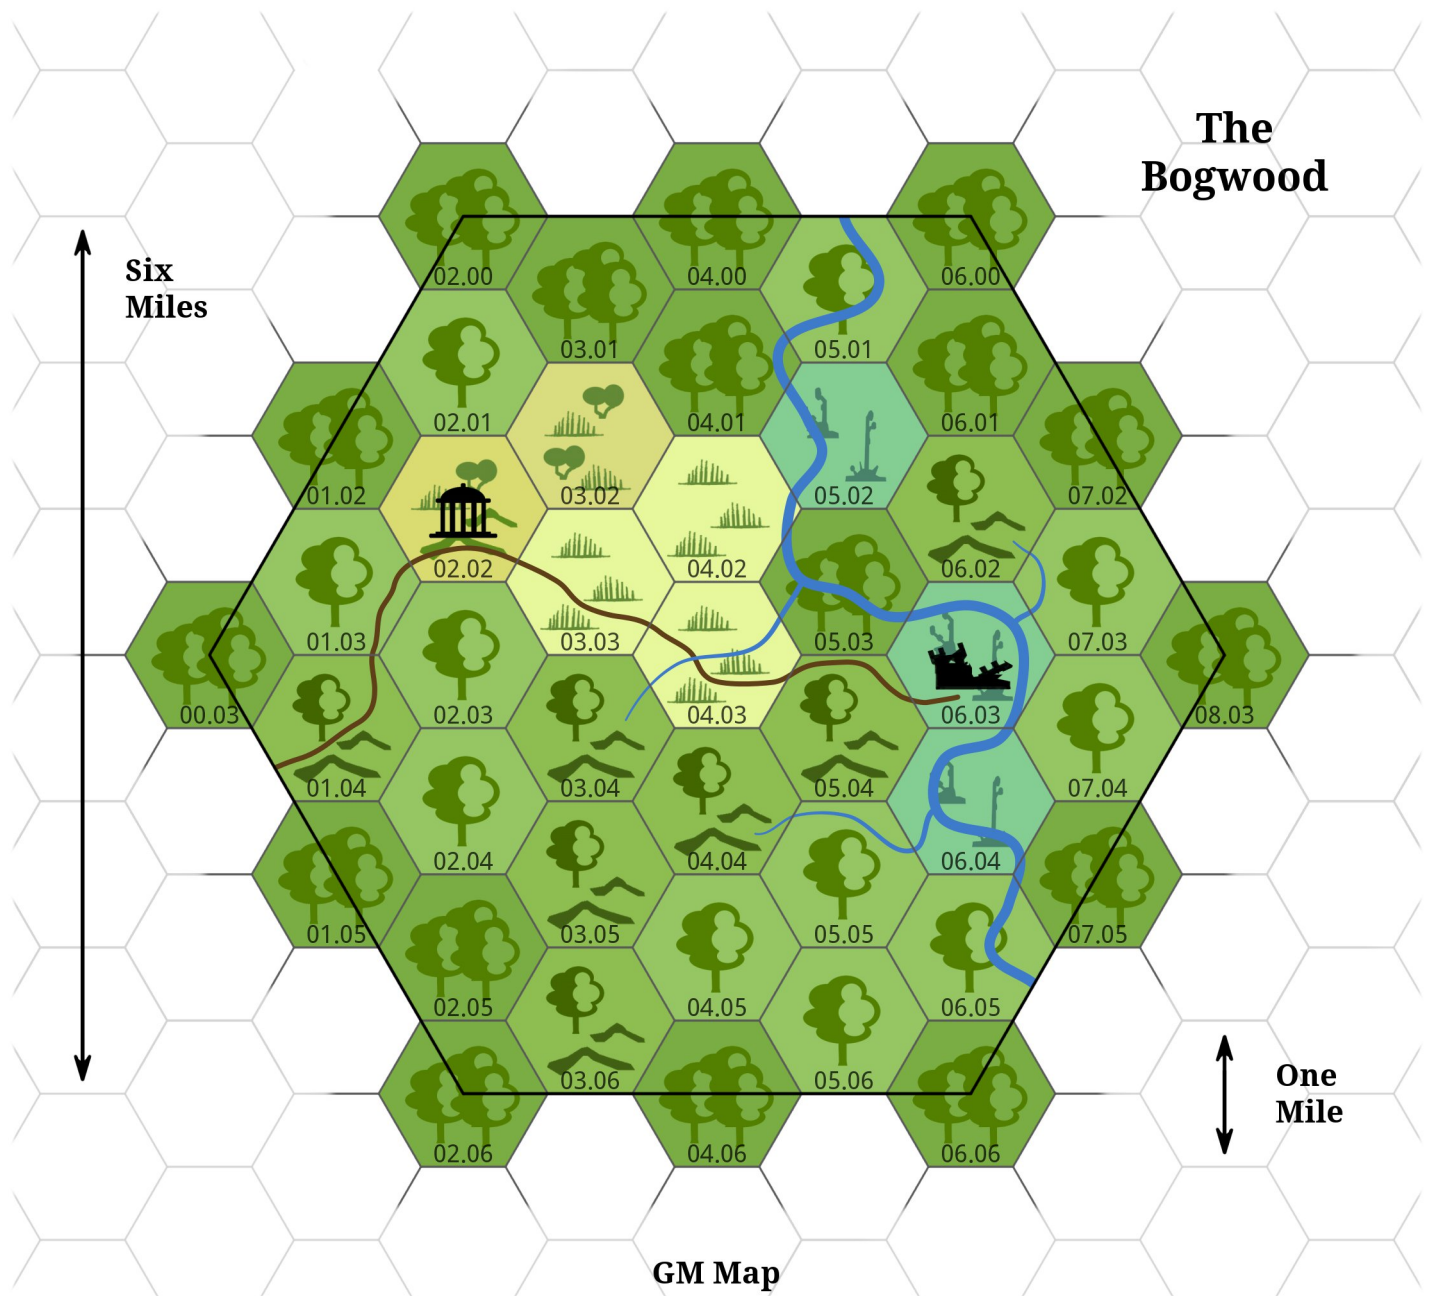 The
Bogwood
Six
Miles
02.00 04.00 06.00
03.01 05.01
02.01 04.01 06.01
01.02 03.02 05.02 07.02
02.02 04.02 06.02
01.03 03.03 05.03 07.03
00.03 02.03 04.03 06.03 08.03
01.04 03.04 05.04 07.04
02.04 04.04 06.04
01.05 03.05 05.05 07.05
02.05 04.05 06.05
03.06 05.06
02.06 04.06 06.06
One
Mile
GM Map